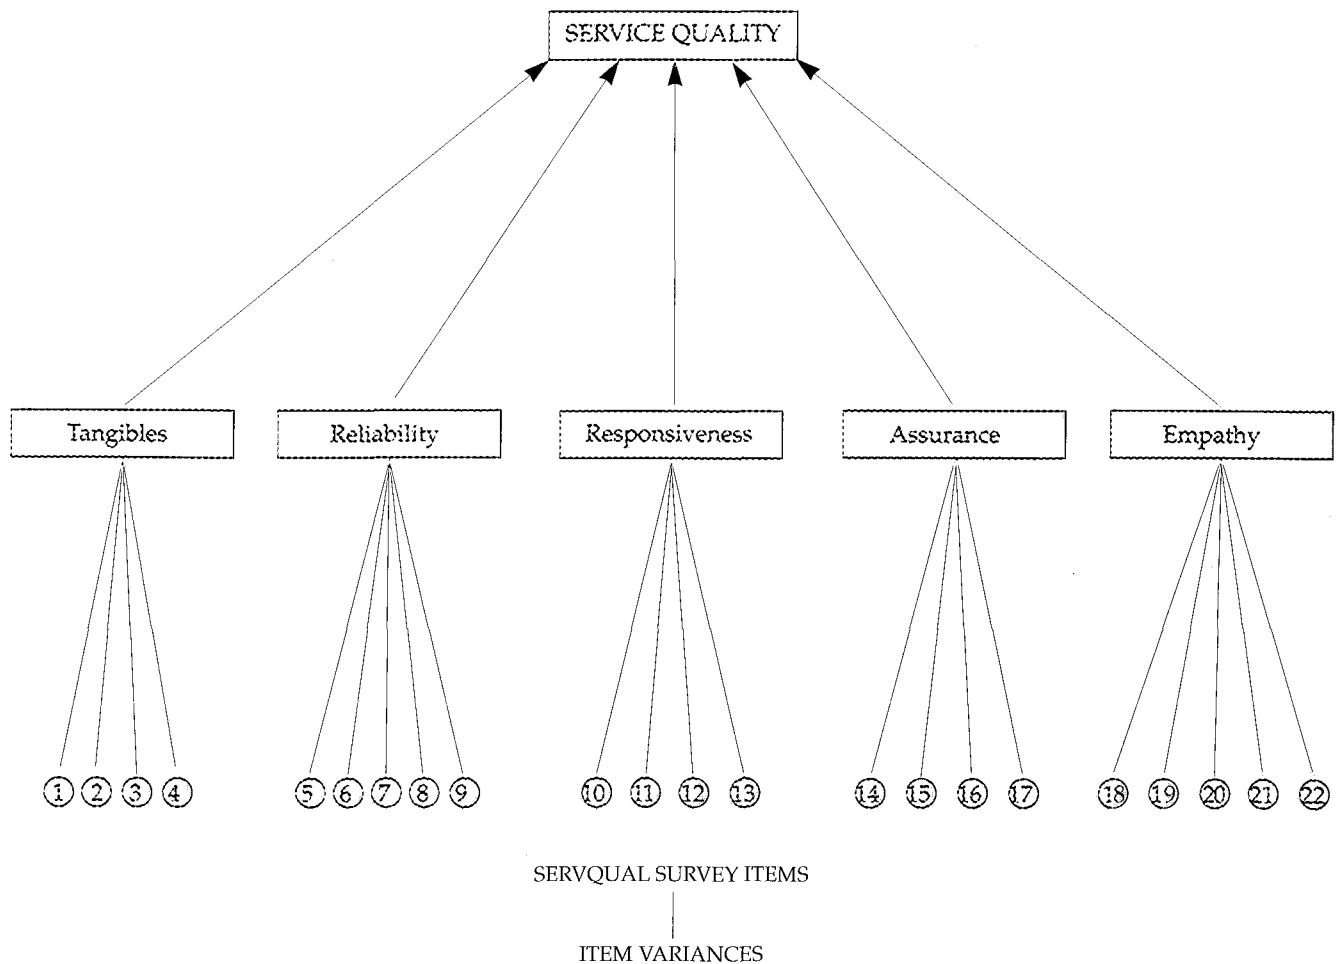 SERVICE QUALITY
Tangibles Reliability Responsiveness Assurance Empathy
1 2 3 4 5 6 7 8 9 10 11 12 13 14 15 16 17 18 19 20 21 22
SERVQUAL SURVEY ITEMS
ITEM VARIANCES